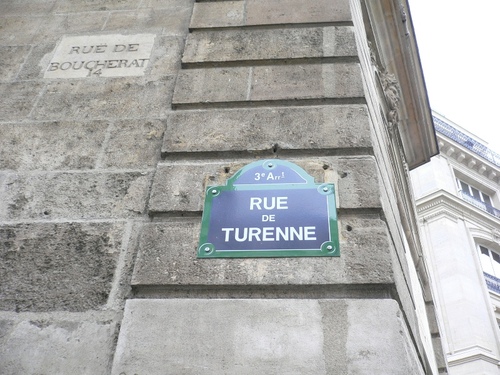 RUE DE
BOUCHERAT
14
3e Arrt
RUE
DE
TURENNE